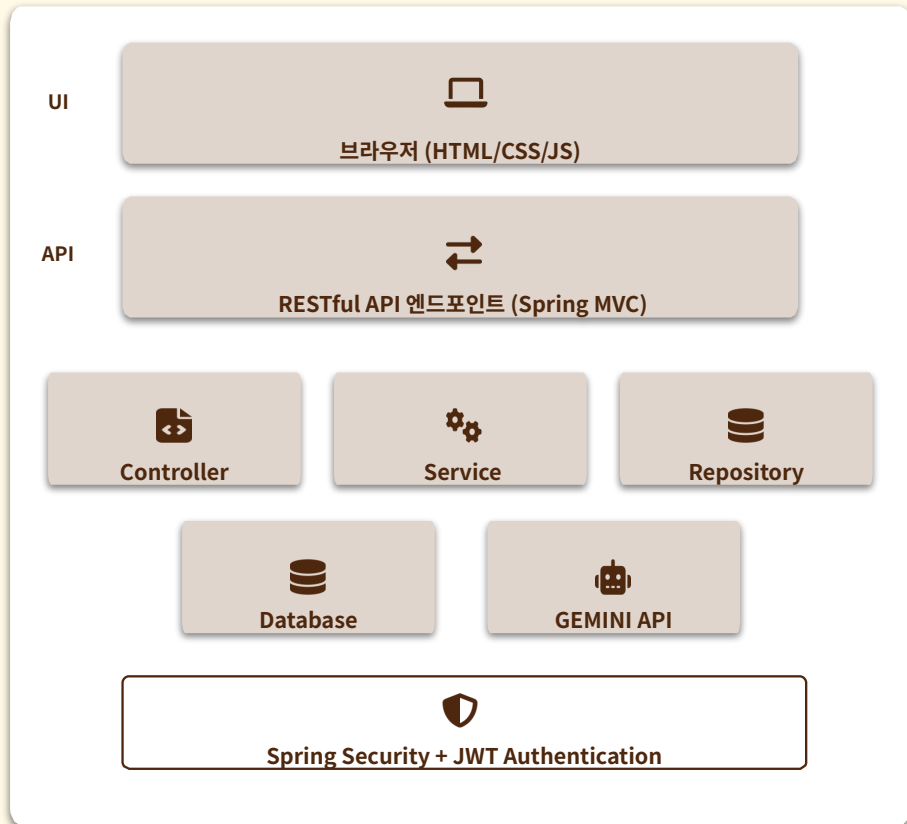 UI
브라우저 (HTML/CSS/JS)
API
RESTful API 엔드포인트 (Spring MVC)
Controller
Service
Repository
Database
GEMINI API
Spring Security + JWT Authentication